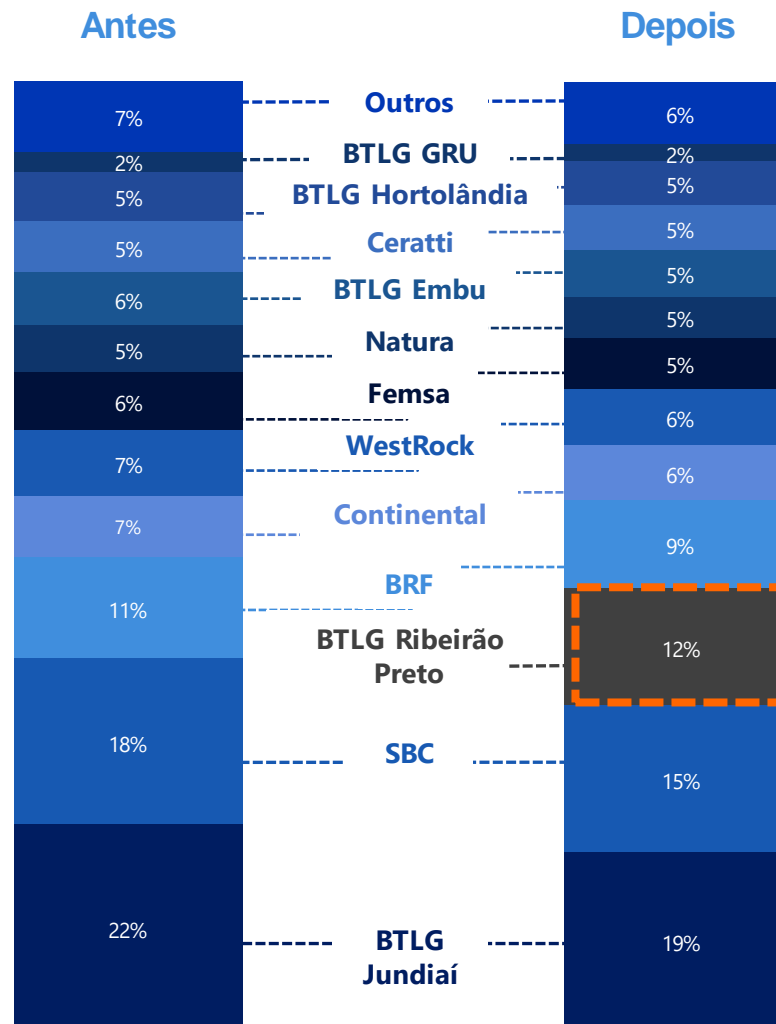 Antes Depois
7% Outros 6%
2% BTLG GRU 2%
5% BTLG Hortolândia 5%
5% Ceratti 5%
6% BTLG Embu 5%
5% Natura 5%
6% Femsa 5%
7% WestRock 6%
7% Continental 6%
11% BRF 9%
BTLG Ribeirão
Preto 12%
18% SBC 15%
22% BTLG 19%
Jundiaí